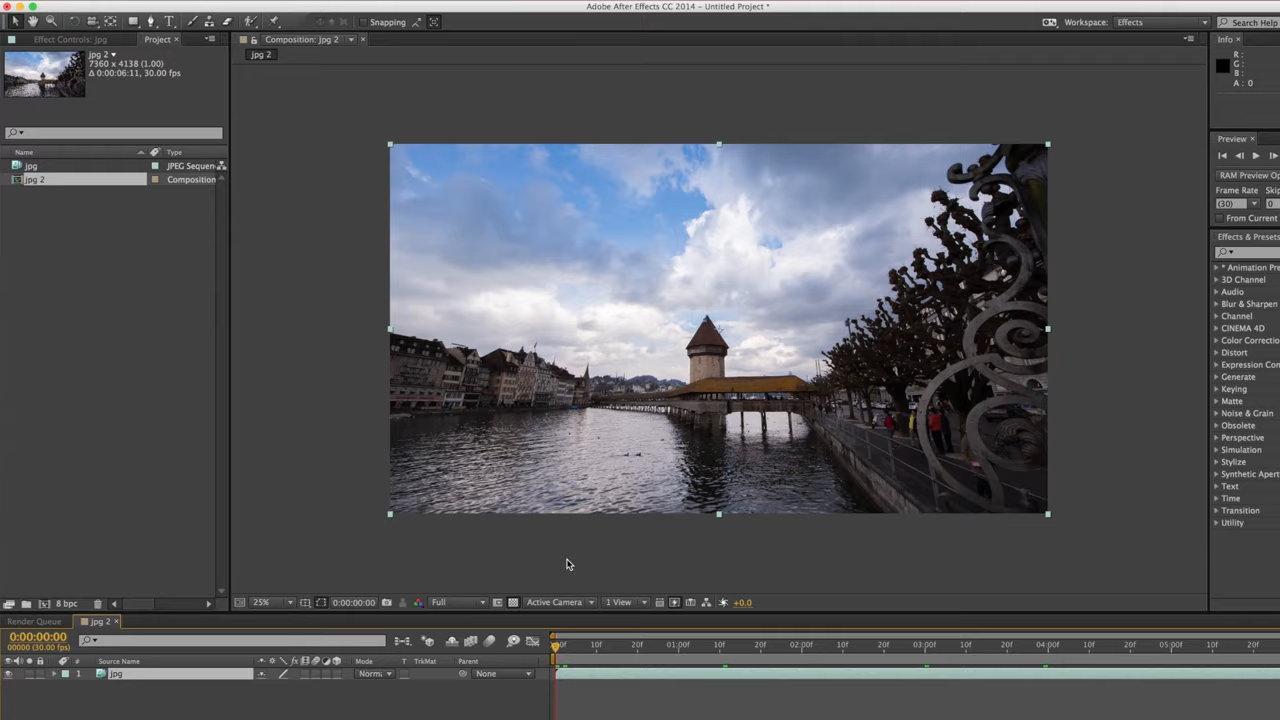 Adobe After Effects CC 2014 – Untitled Project *
Snapping
Workspace: Effects
Search Help
Effect Controls: jpg
Project
jpg 2
7360 x 4138 (1.00)
Δ 0:00:06:11, 30.00 fps
Name
Type
jpg
JPEG Sequen
jpg 2
Composition
8 bpc
Composition: jpg 2
jpg 2
25%
0:00:00:00
Full
Active Camera
1 View
+0.0
Info
R :
G :
B :
A : 0
Preview
RAM Preview Op
Frame Rate
Skip
(30)
0
From Current
Effects & Presets
* Animation Pre
3D Channel
Audio
Blur & Sharpen
Channel
CINEMA 4D
Color Correctio
Distort
Expression Con
Generate
Keying
Matte
Noise & Grain
Obsolete
Perspective
Simulation
Stylize
Synthetic Apert
Text
Time
Transition
Utility
Render Queue
jpg 2
0:00:00:00
00000 (30.00 fps)
#
Source Name
Mode
T
TrkMat
Parent
1
jpg
Norm
None
00f
10f
20f
01:00f
10f
20f
02:00f
10f
20f
03:00f
10f
20f
04:00f
10f
20f
05:00f
10f
20f